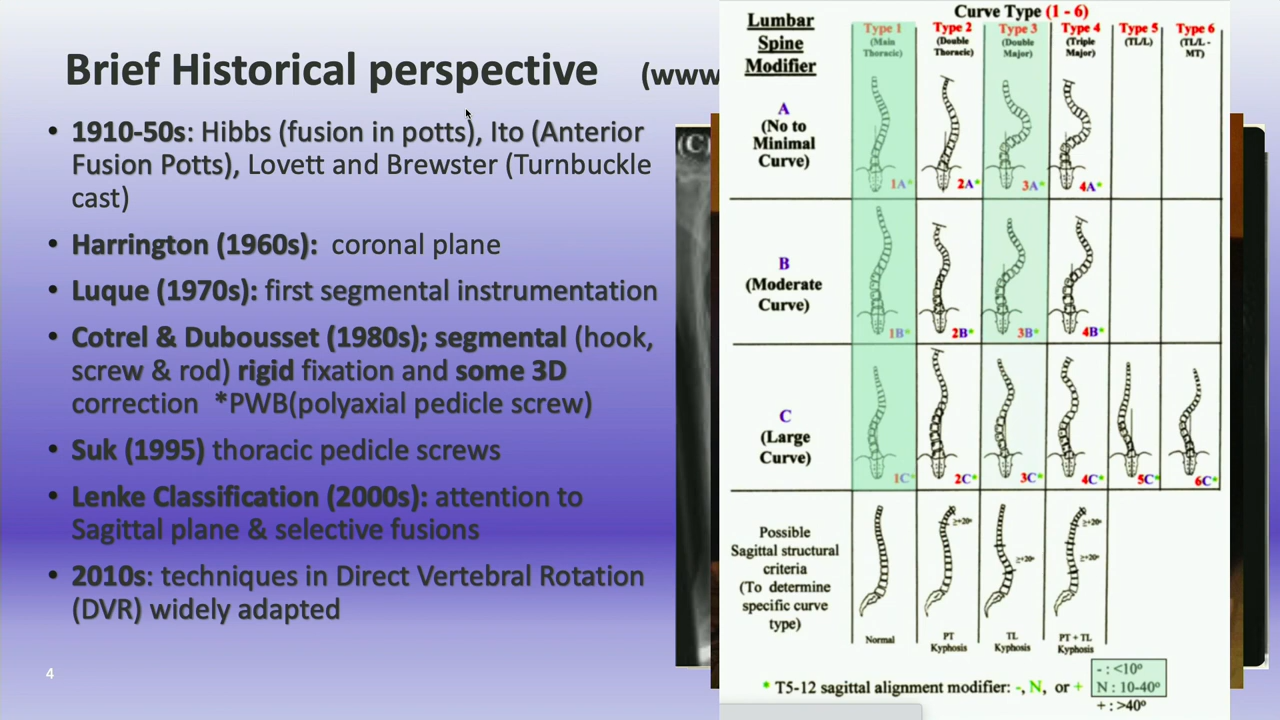 Brief Historical perspective (www
• 1910-50s: Hibbs (fusion in potts), Ito (Anterior
Fusion Potts), Lovett and Brewster (Turnbuckle
cast)
• Harrington (1960s): coronal plane
• Luque (1970s): first segmental instrumentation
• Cotrel & Dubousset (1980s); segmental (hook,
screw & rod) rigid fixation and some 3D
correction *PWB(polyaxial pedicle screw)
• Suk (1995) thoracic pedicle screws
• Lenke Classification (2000s): attention to
Sagittal plane & selective fusions
• 2010s: techniques in Direct Vertebral Rotation
(DVR) widely adapted
4
(C)
Curve Type (1 - 6)
Lumbar
Spine
Modifier
Type 1
(Main
Thoracic)
Type 2
(Double
Thoracic)
Type 3
(Double
Major)
Type 4
(Triple
Major)
Type 5
(TL/L)
Type 6
(TL/L -
MT)
A
(No to
Minimal
Curve)
1A* 2A* 3A* 4A*
B
(Moderate
Curve)
1B* 2B* 3B* 4B*
C
(Large
Curve)
1C* 2C* 3C* 4C* 5C* 6C*
Possible
Sagittal structural
criteria
(To determine
specific curve
type)
≥+20º
≥+20º
≥+20º
≥+20º
Normal
PT
Kyphosis
TL
Kyphosis
PT + TL
Kyphosis
* T5-12 sagittal alignment modifier: -, N, or +
- : <10º
N : 10-40º
+ : >40º